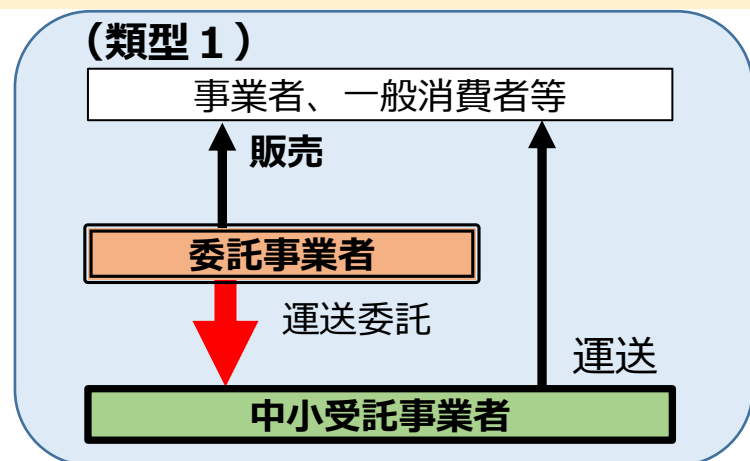 （類型１）
事業者、一般消費者等
販売
委託事業者
運送委託
運送
中小受託事業者